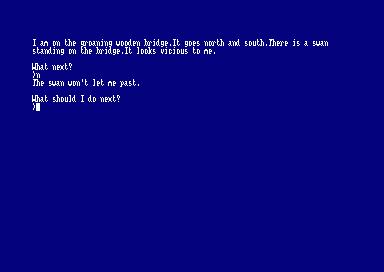 I am on the groaning wooden bridge.It goes north and south.There is a swan
standing on the bridge.It looks vicious to me.
What next?
>n
The swan won't let me past.
What should I do next?
>